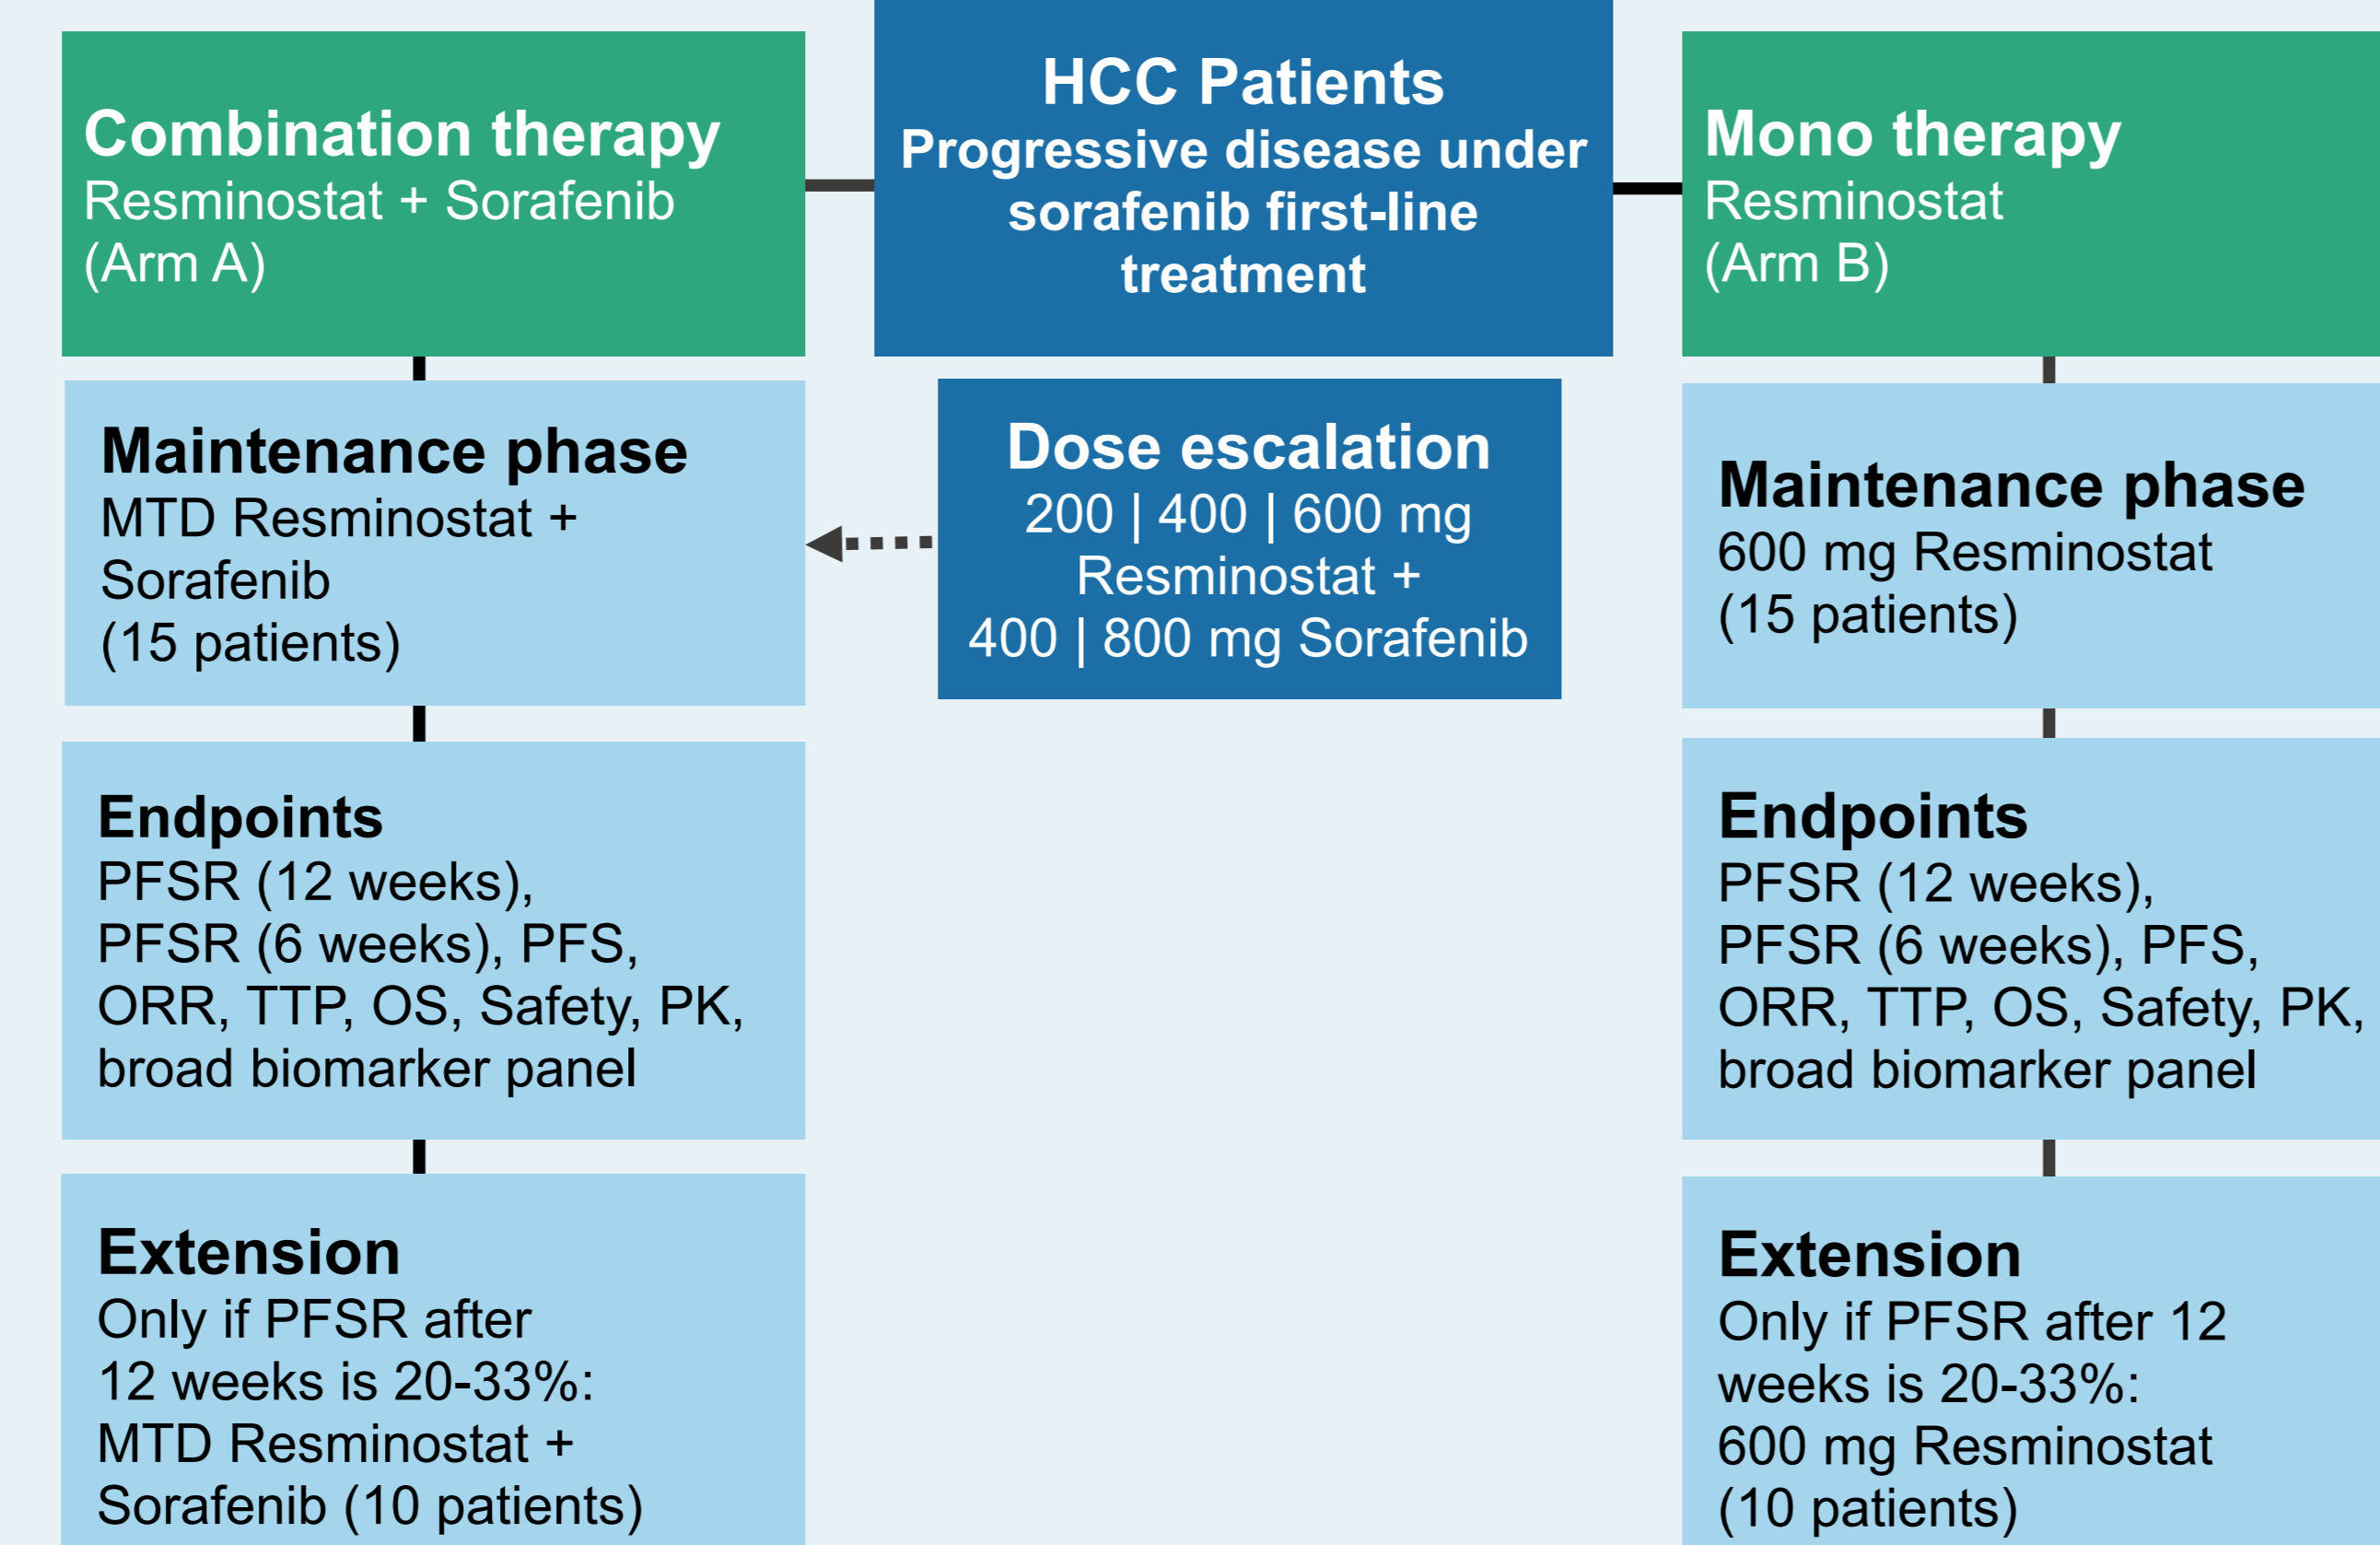 Combination therapy
Resminostat + Sorafenib
(Arm A)
HCC Patients
Progressive disease under
sorafenib first-line
treatment
Mono therapy
Resminostat
(Arm B)
Maintenance phase
MTD Resminostat +
Sorafenib
(15 patients)
Dose escalation
200 | 400 | 600 mg
Resminostat +
400 | 800 mg Sorafenib
Maintenance phase
600 mg Resminostat
(15 patients)
Endpoints
PFSR (12 weeks),
PFSR (6 weeks), PFS,
ORR, TTP, OS, Safety, PK,
broad biomarker panel
Endpoints
PFSR (12 weeks),
PFSR (6 weeks), PFS,
ORR, TTP, OS, Safety, PK,
broad biomarker panel
Extension
Only if PFSR after
12 weeks is 20-33%:
MTD Resminostat +
Sorafenib (10 patients)
Extension
Only if PFSR after 12
weeks is 20-33%:
600 mg Resminostat
(10 patients)